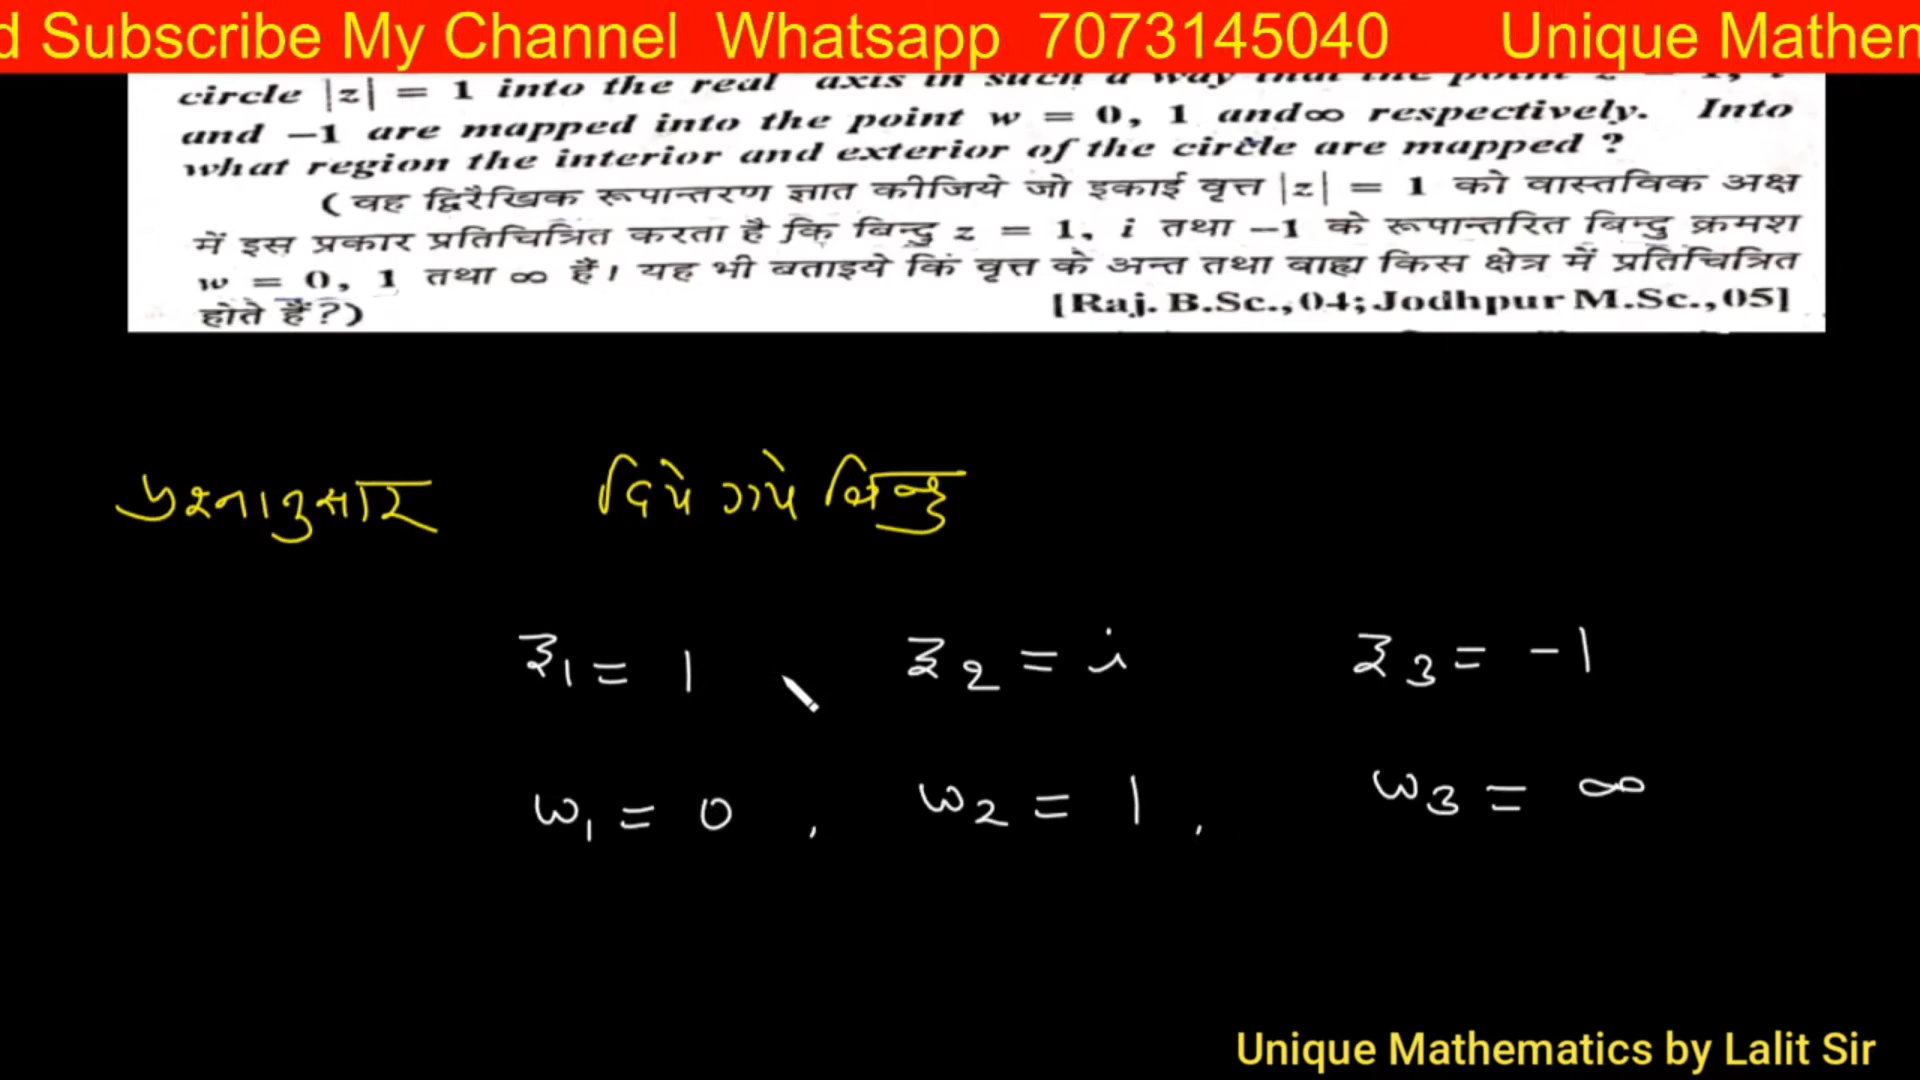 d Subscribe My Channel Whatsapp 7073145040 Unique Mathem
circle |z| = 1 into the real axis in such a way that the point z = 1, i
and −1 are mapped into the point w = 0, 1 and∞ respectively. Into
what region the interior and exterior of the circle are mapped ?
( वह द्विरैखिक रूपान्तरण ज्ञात कीजिये जो इकाई वृत्त |z| = 1 को वास्तविक अक्ष
में इस प्रकार प्रतिचित्रित करता है कि बिन्दु z = 1, i तथा −1 के रूपान्तरित बिन्दु क्रमश
w = 0, 1 तथा ∞ हैं। यह भी बताइये कि वृत्त के अन्त तथा बाह्य किस क्षेत्र में प्रतिचित्रित
होते हैं?) [Raj. B.Sc.,04; Jodhpur M.Sc.,05]
प्रश्नानुसार दिये गये बिन्दु
z₁ = 1 z₂ = i z₃ = -1
w₁ = 0 , w₂ = 1 , w₃ = ∞
Unique Mathematics by Lalit Sir